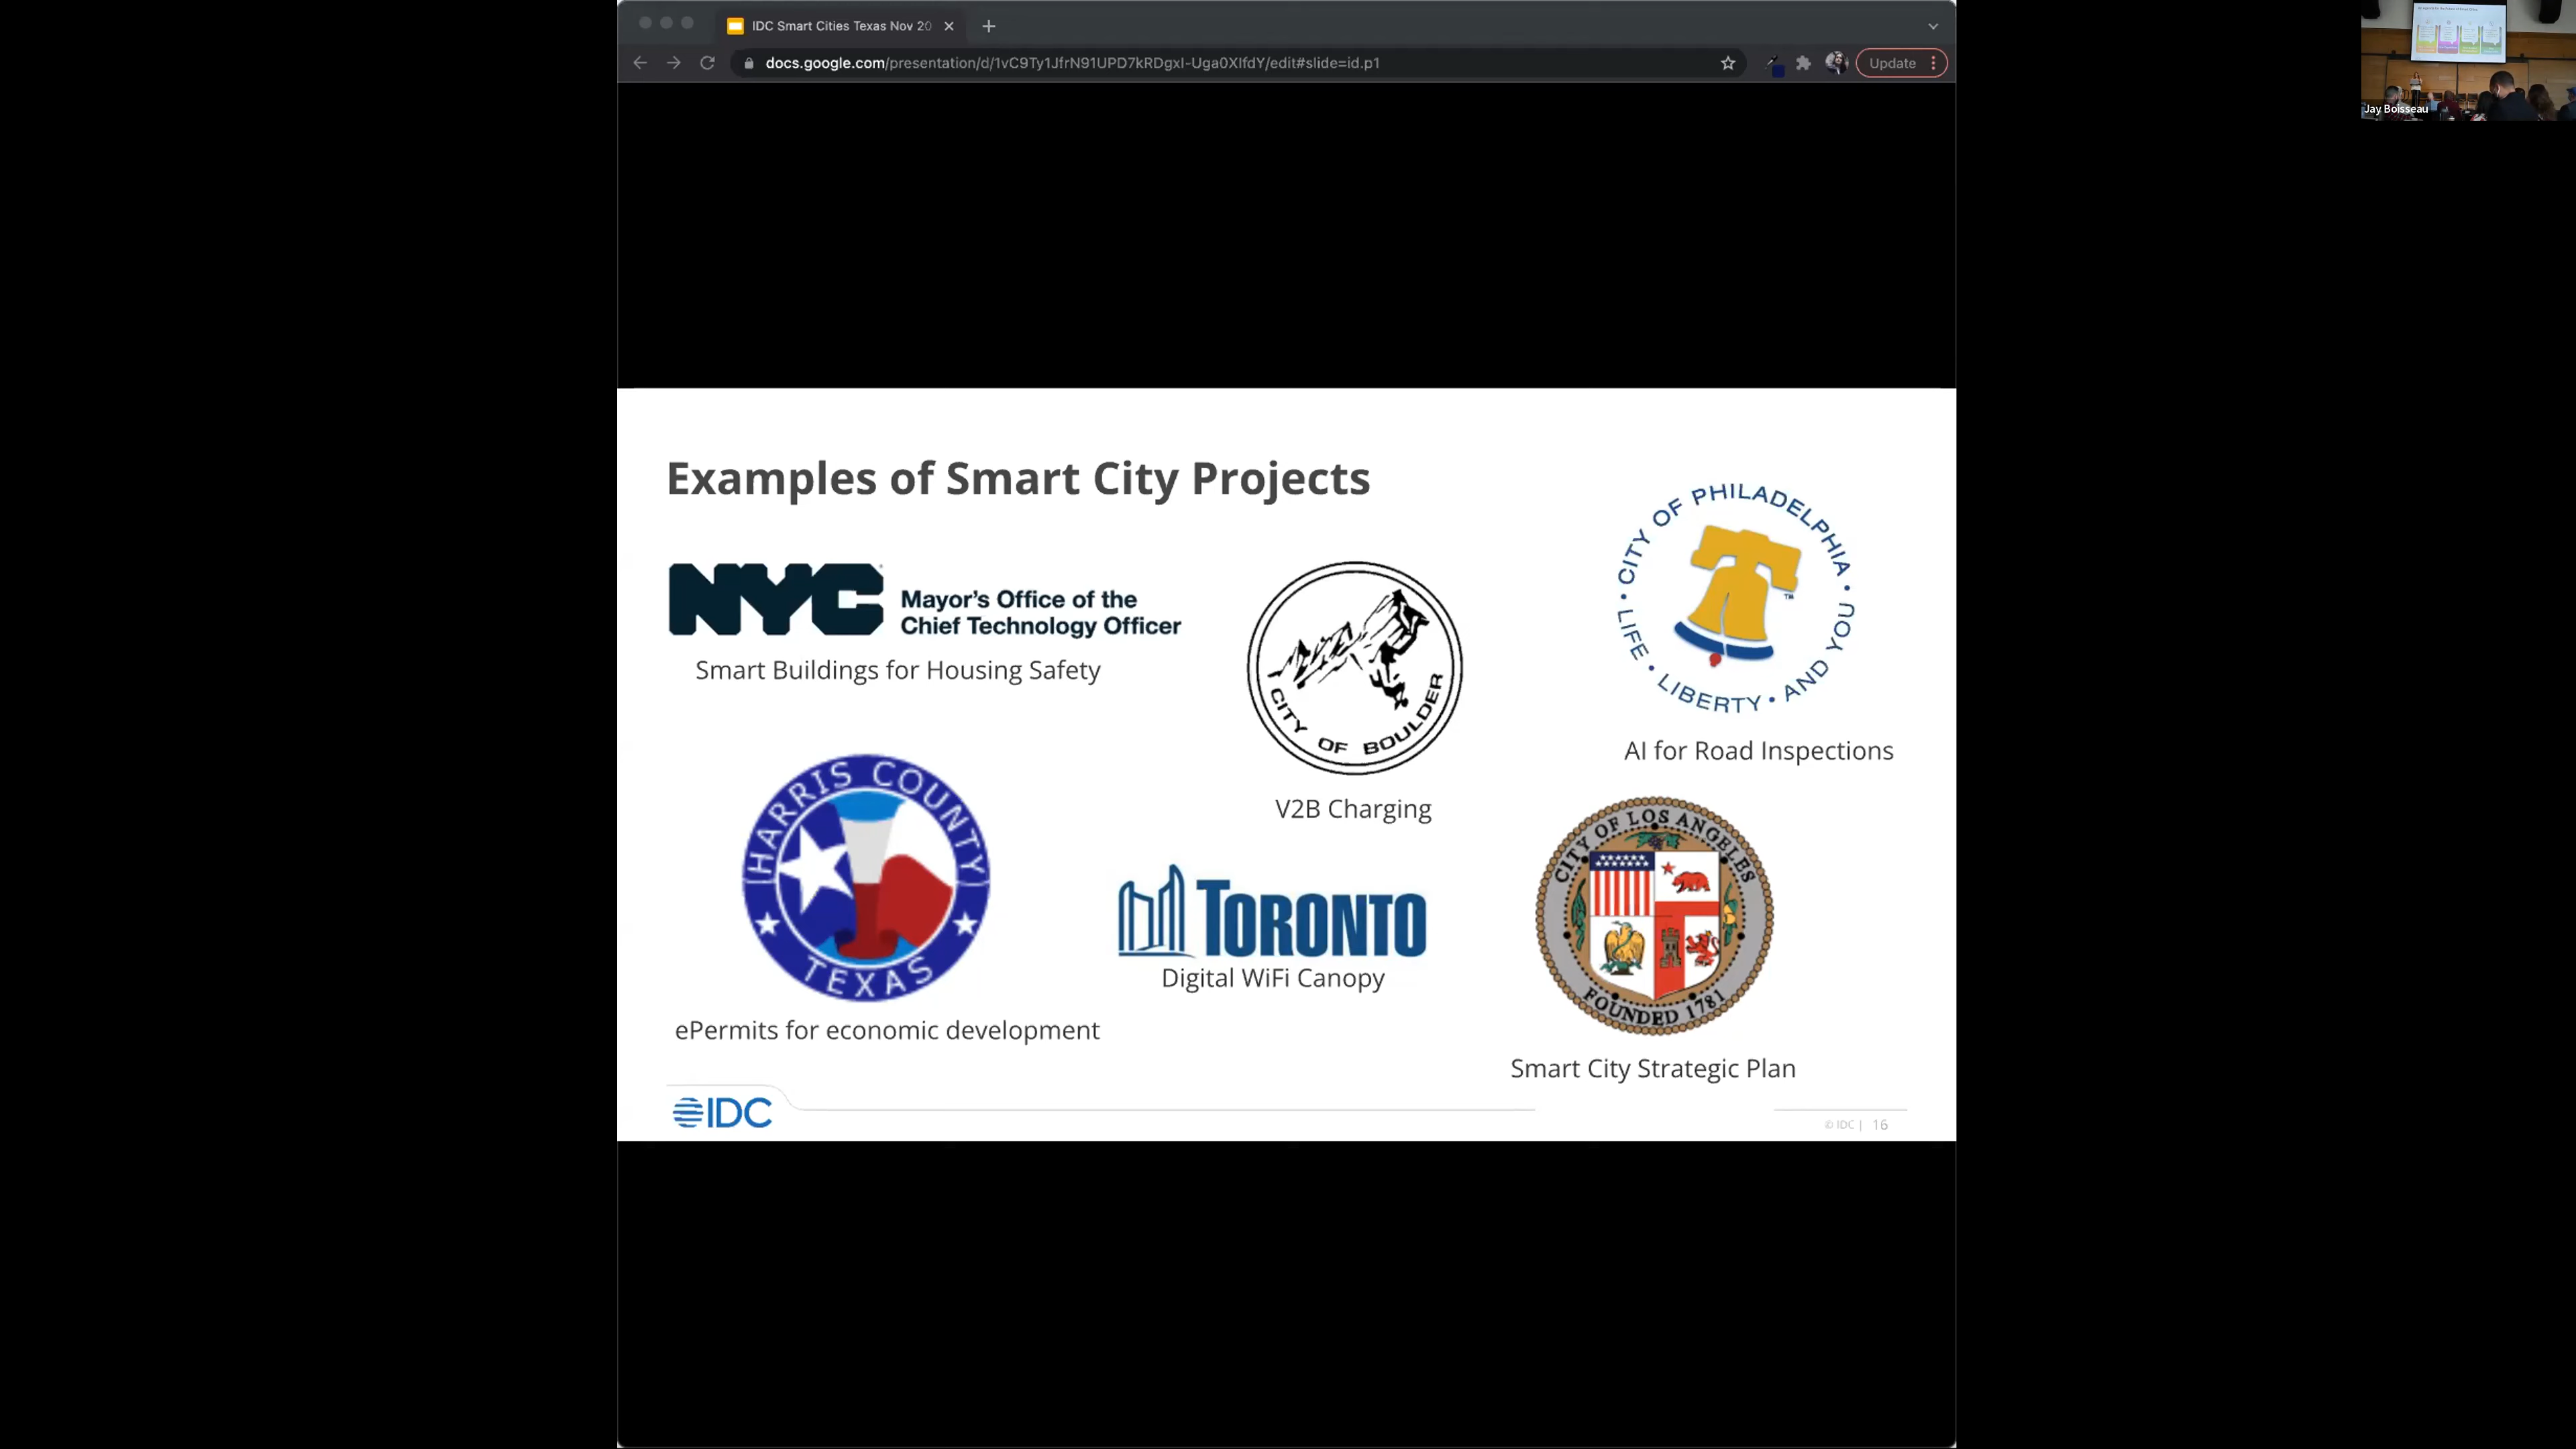 IDC Smart Cities Texas Nov 20
docs.google.com/presentation/d/1vC9Ty1JfrN91UPD7kRDgxI-Uga0XIfdY/edit#slide=id.p1
Update
Jay Boisseau
Examples of Smart City Projects
NYC
Mayor's Office of the
Chief Technology Officer
Smart Buildings for Housing Safety
CITY OF BOULDER
V2B Charging
CITY OF PHILADELPHIA • LIFE • LIBERTY • AND YOU •
TM
AI for Road Inspections
HARRIS COUNTY
TEXAS
ePermits for economic development
TORONTO
Digital WiFi Canopy
CITY OF LOS ANGELES
FOUNDED 1781
Smart City Strategic Plan
IDC
© IDC | 16